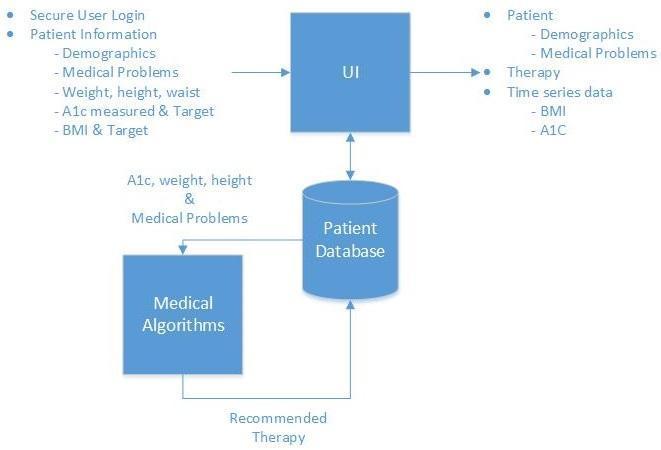 • Secure User Login
• Patient Information
- Demographics
- Medical Problems
- Weight, height, waist
- A1c measured & Target
- BMI & Target
UI
• Patient
- Demographics
- Medical Problems
• Therapy
• Time series data
- BMI
- A1C
A1c, weight, height
&
Medical Problems
Patient
Database
Medical
Algorithms
Recommended
Therapy